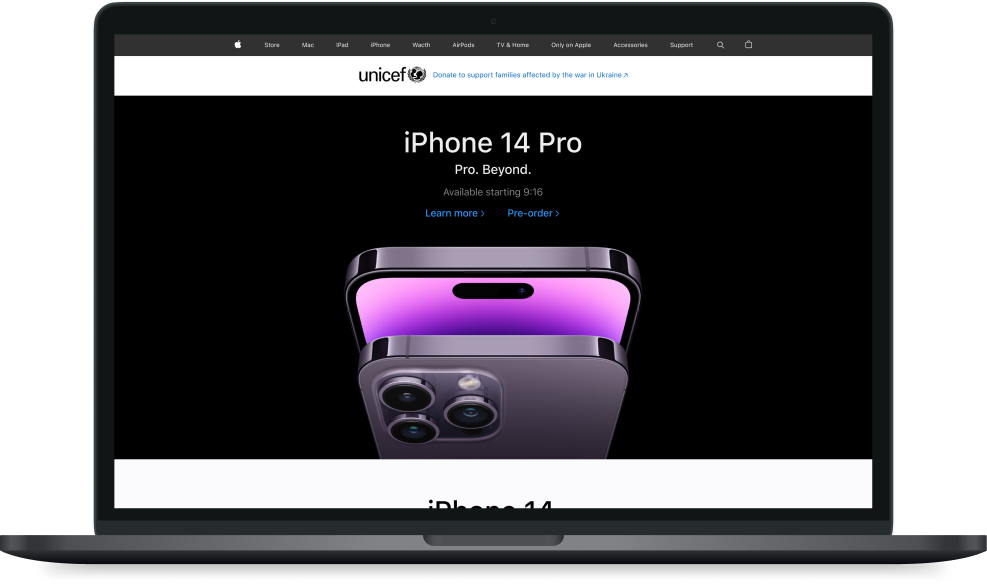 Store Mac iPad iPhone Wacth AirPods TV & Home Only on Apple Accessories Support
unicef Donate to support families affected by the war in Ukraine↗
iPhone 14 Pro
Pro. Beyond.
Available starting 9:16
Learn more > Pre-order >
iPhone 14